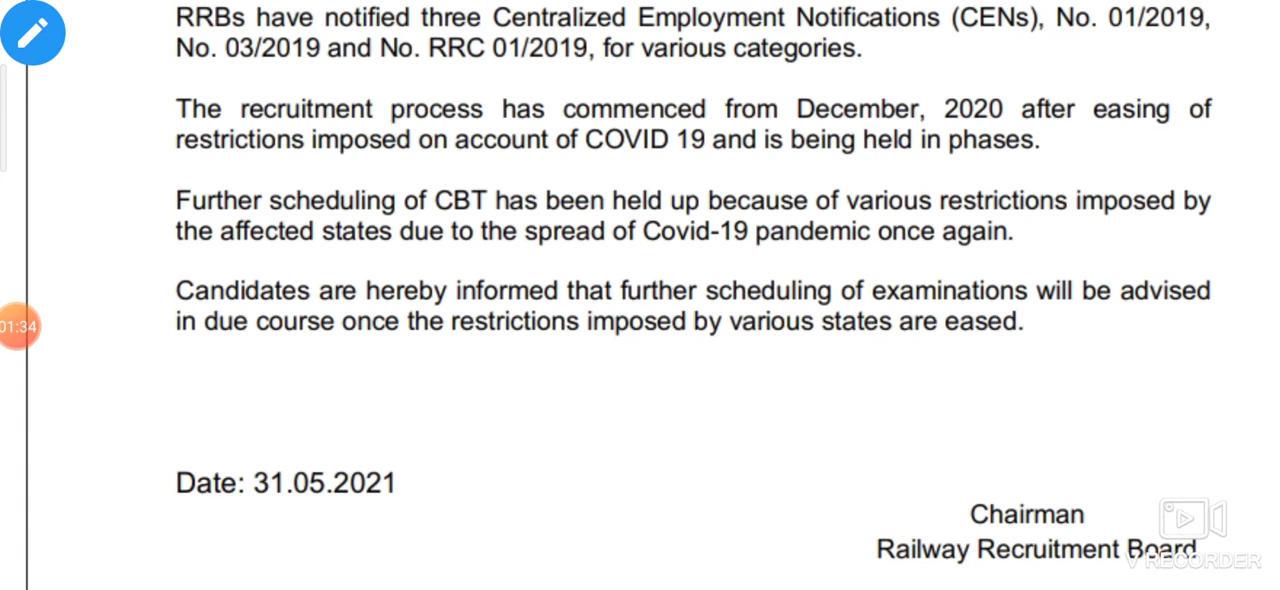 RRBs have notified three Centralized Employment Notifications (CENs), No. 01/2019,
No. 03/2019 and No. RRC 01/2019, for various categories.
The recruitment process has commenced from December, 2020 after easing of
restrictions imposed on account of COVID 19 and is being held in phases.
Further scheduling of CBT has been held up because of various restrictions imposed by
the affected states due to the spread of Covid-19 pandemic once again.
Candidates are hereby informed that further scheduling of examinations will be advised
in due course once the restrictions imposed by various states are eased.
01:34
Date: 31.05.2021
Chairman
Railway Recruitment Board
V RECORDER